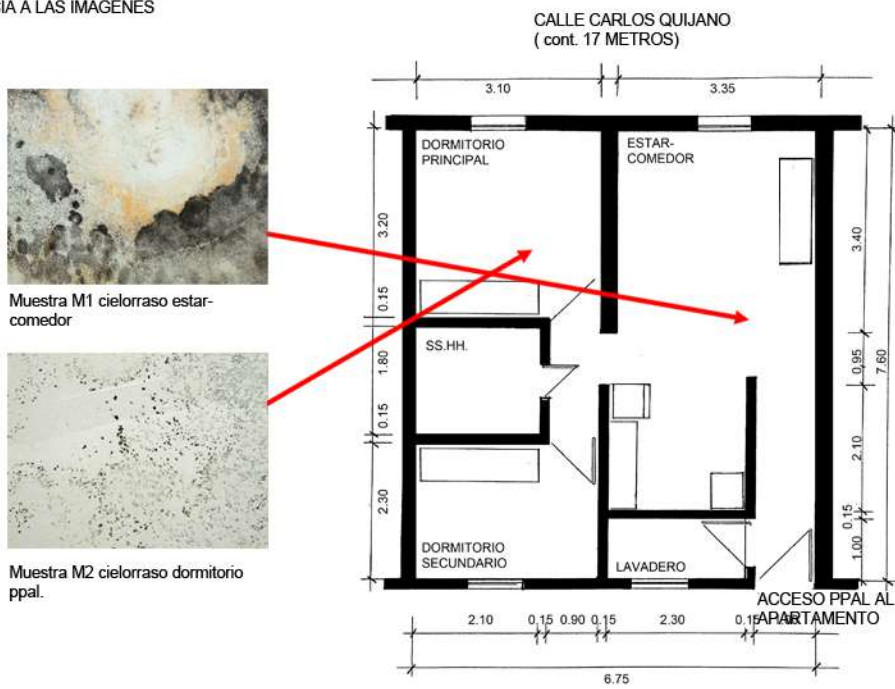 CIA A LAS IMAGENES
CALLE CARLOS QUIJANO
( cont. 17 METROS)
3.10
3.35
DORMITORIO
PRINCIPAL
ESTAR-
COMEDOR
3.20
0.15
1.80
0.15
2.30
3.40
0.95
7.60
2.10
0.15
1.00
Muestra M1 cielorraso estar-
comedor
SS.HH.
Muestra M2 cielorraso dormitorio
ppal.
DORMITORIO
SECUNDARIO
LAVADERO
ACCESO PPAL AL
APARTAMENTO
2.10
0.15
0.90
0.15
2.30
0.15
6.75